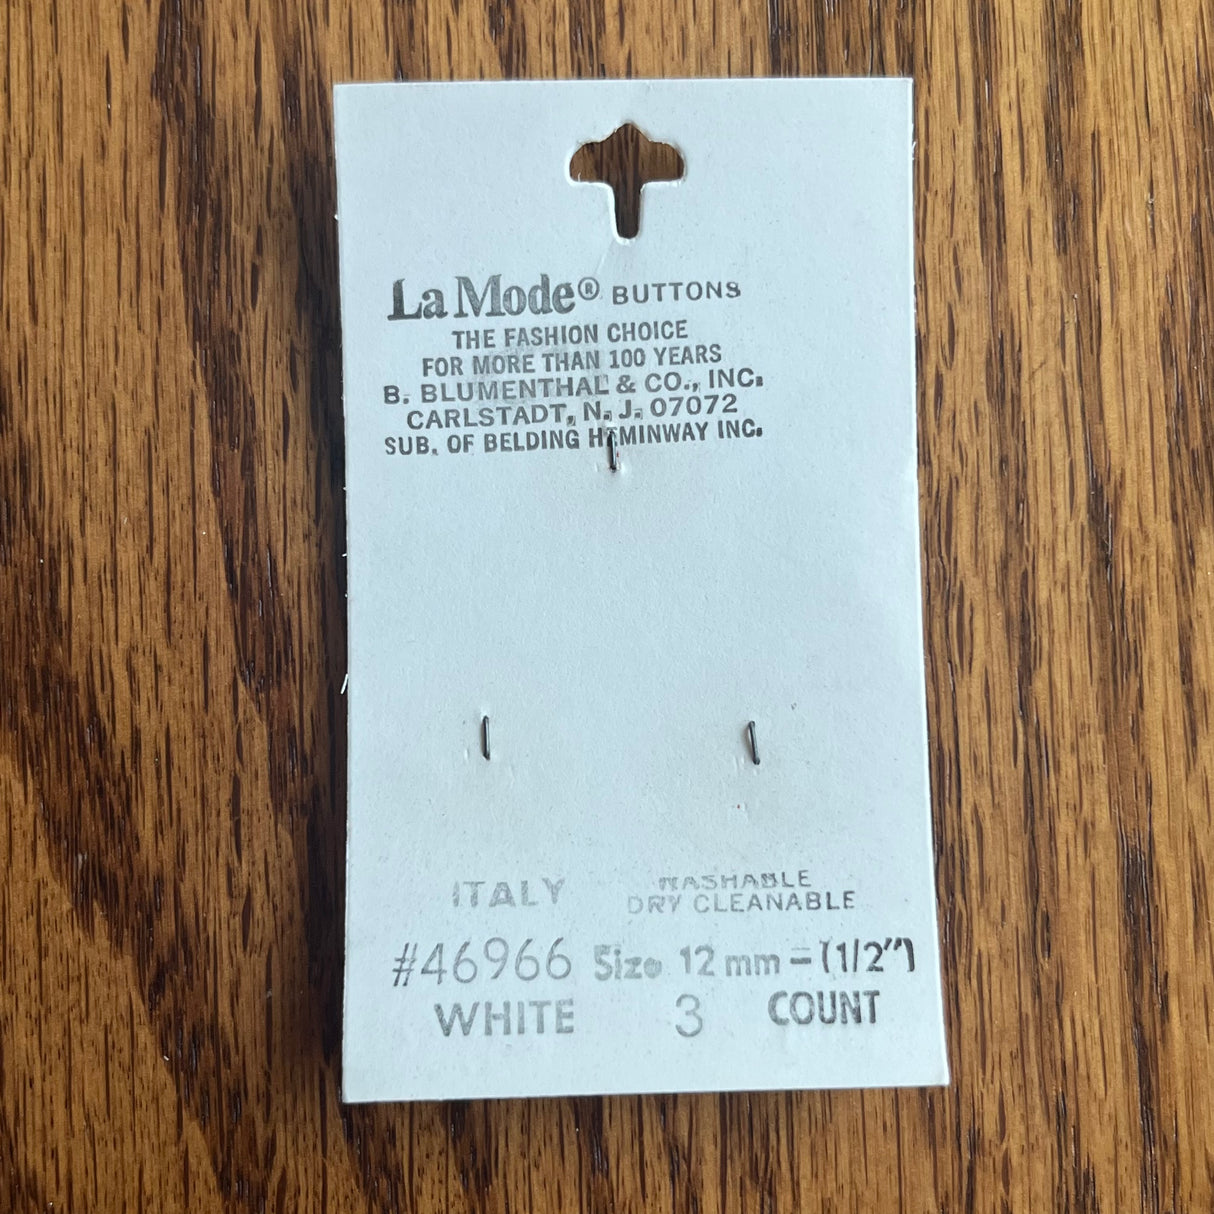 La Mode® BUTTONS
THE FASHION CHOICE
FOR MORE THAN 100 YEARS
B. BLUMENTHAL & CO., INC.
CARLSTADT, N. J. 07072
SUB. OF BELDING HEMINWAY INC.
ITALY
WASHABLE
DRY CLEANABLE
#46966 Size 12 mm = (1/2")
WHITE 3 COUNT